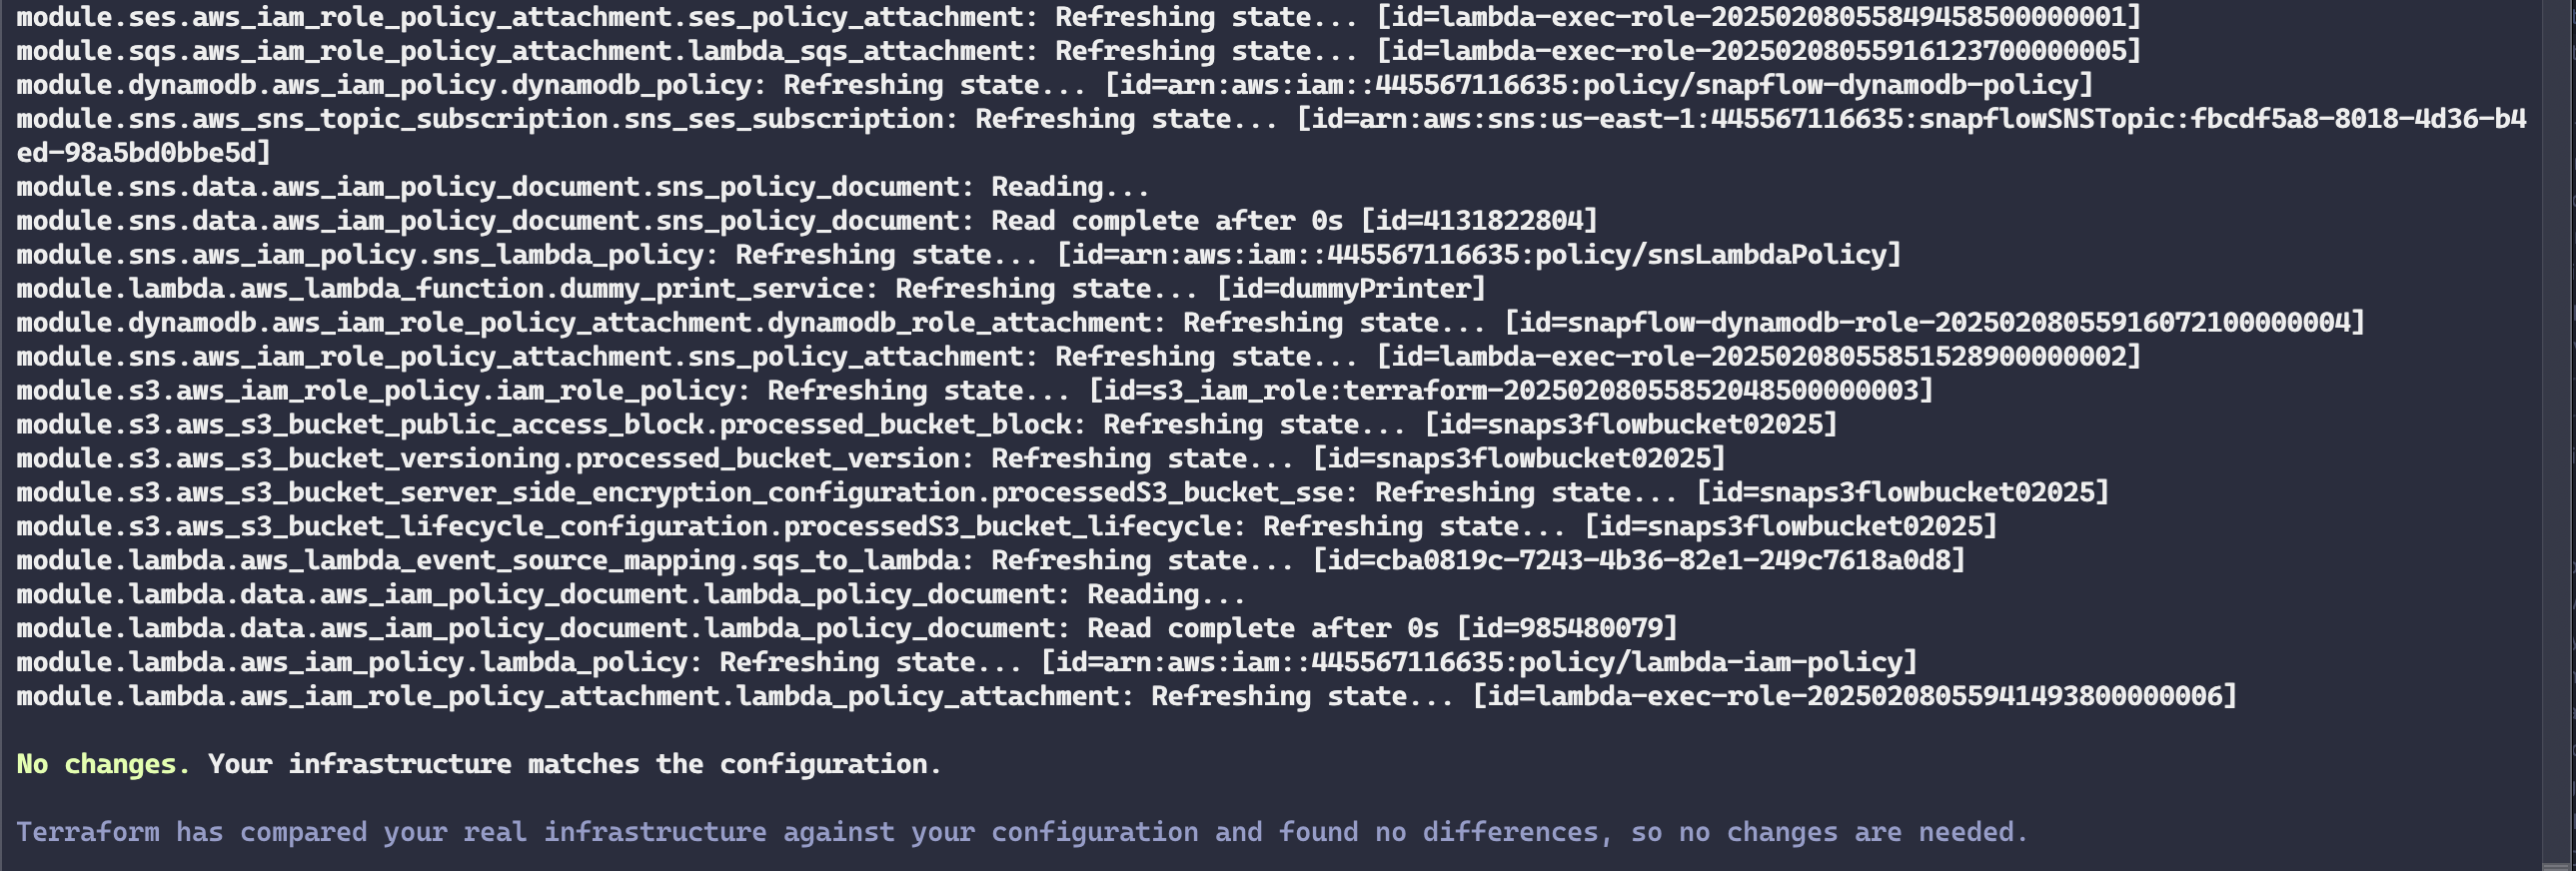 module.ses.aws_iam_role_policy_attachment.ses_policy_attachment: Refreshing state... [id=lambda-exec-role-20250208055849458500000001]
module.sqs.aws_iam_role_policy_attachment.lambda_sqs_attachment: Refreshing state... [id=lambda-exec-role-20250208055916123700000005]
module.dynamodb.aws_iam_policy.dynamodb_policy: Refreshing state... [id=arn:aws:iam::445567116635:policy/snapflow-dynamodb-policy]
module.sns.aws_sns_topic_subscription.sns_ses_subscription: Refreshing state... [id=arn:aws:sns:us-east-1:445567116635:snapflowSNSTopic:fbcdf5a8-8018-4d36-b4
ed-98a5bd0bbe5d]
module.sns.data.aws_iam_policy_document.sns_policy_document: Reading...
module.sns.data.aws_iam_policy_document.sns_policy_document: Read complete after 0s [id=4131822804]
module.sns.aws_iam_policy.sns_lambda_policy: Refreshing state... [id=arn:aws:iam::445567116635:policy/snsLambdaPolicy]
module.lambda.aws_lambda_function.dummy_print_service: Refreshing state... [id=dummyPrinter]
module.dynamodb.aws_iam_role_policy_attachment.dynamodb_role_attachment: Refreshing state... [id=snapflow-dynamodb-role-20250208055916072100000004]
module.sns.aws_iam_role_policy_attachment.sns_policy_attachment: Refreshing state... [id=lambda-exec-role-20250208055851528900000002]
module.s3.aws_iam_role_policy.iam_role_policy: Refreshing state... [id=s3_iam_role:terraform-20250208055852048500000003]
module.s3.aws_s3_bucket_public_access_block.processed_bucket_block: Refreshing state... [id=snaps3flowbucket02025]
module.s3.aws_s3_bucket_versioning.processed_bucket_version: Refreshing state... [id=snaps3flowbucket02025]
module.s3.aws_s3_bucket_server_side_encryption_configuration.processedS3_bucket_sse: Refreshing state... [id=snaps3flowbucket02025]
module.s3.aws_s3_bucket_lifecycle_configuration.processedS3_bucket_lifecycle: Refreshing state... [id=snaps3flowbucket02025]
module.lambda.aws_lambda_event_source_mapping.sqs_to_lambda: Refreshing state... [id=cba0819c-7243-4b36-82e1-249c7618a0d8]
module.lambda.data.aws_iam_policy_document.lambda_policy_document: Reading...
module.lambda.data.aws_iam_policy_document.lambda_policy_document: Read complete after 0s [id=985480079]
module.lambda.aws_iam_policy.lambda_policy: Refreshing state... [id=arn:aws:iam::445567116635:policy/lambda-iam-policy]
module.lambda.aws_iam_role_policy_attachment.lambda_policy_attachment: Refreshing state... [id=lambda-exec-role-20250208055941493800000006]
No changes. Your infrastructure matches the configuration.
Terraform has compared your real infrastructure against your configuration and found no differences, so no changes are needed.